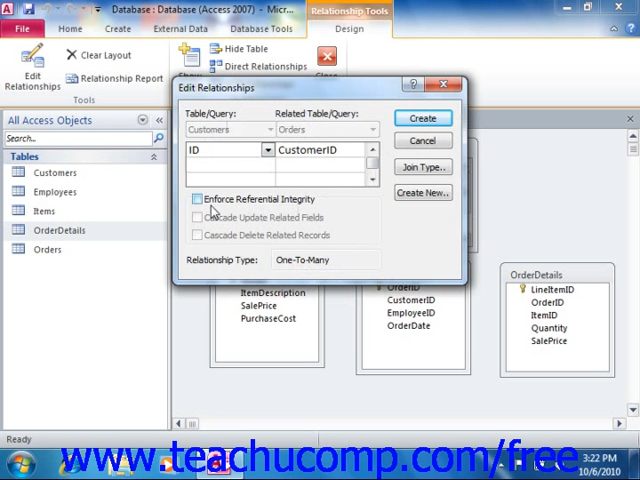 Database : Database (Access 2007) - Micr...
Relationship Tools
File
Home
Create
External Data
Database Tools
Design
Edit
Relationships
Clear Layout
Relationship Report
Tools
Show
Hide Table
Direct Relationships
Close
All Access Objects
Search...
Tables
Customers
Employees
Items
OrderDetails
Orders
Edit Relationships
Table/Query:
Related Table/Query:
Customers
Orders
ID
CustomerID
Enforce Referential Integrity
Cascade Update Related Fields
Cascade Delete Related Records
Relationship Type:
One-To-Many
Create
Cancel
Join Type..
Create New..
ItemDescription
SalePrice
PurchaseCost
OrderID
CustomerID
EmployeeID
OrderDate
OrderDetails
LineItemID
OrderID
ItemID
Quantity
SalePrice
Ready
www.teachucomp.com/free
3:22 PM
10/6/2010